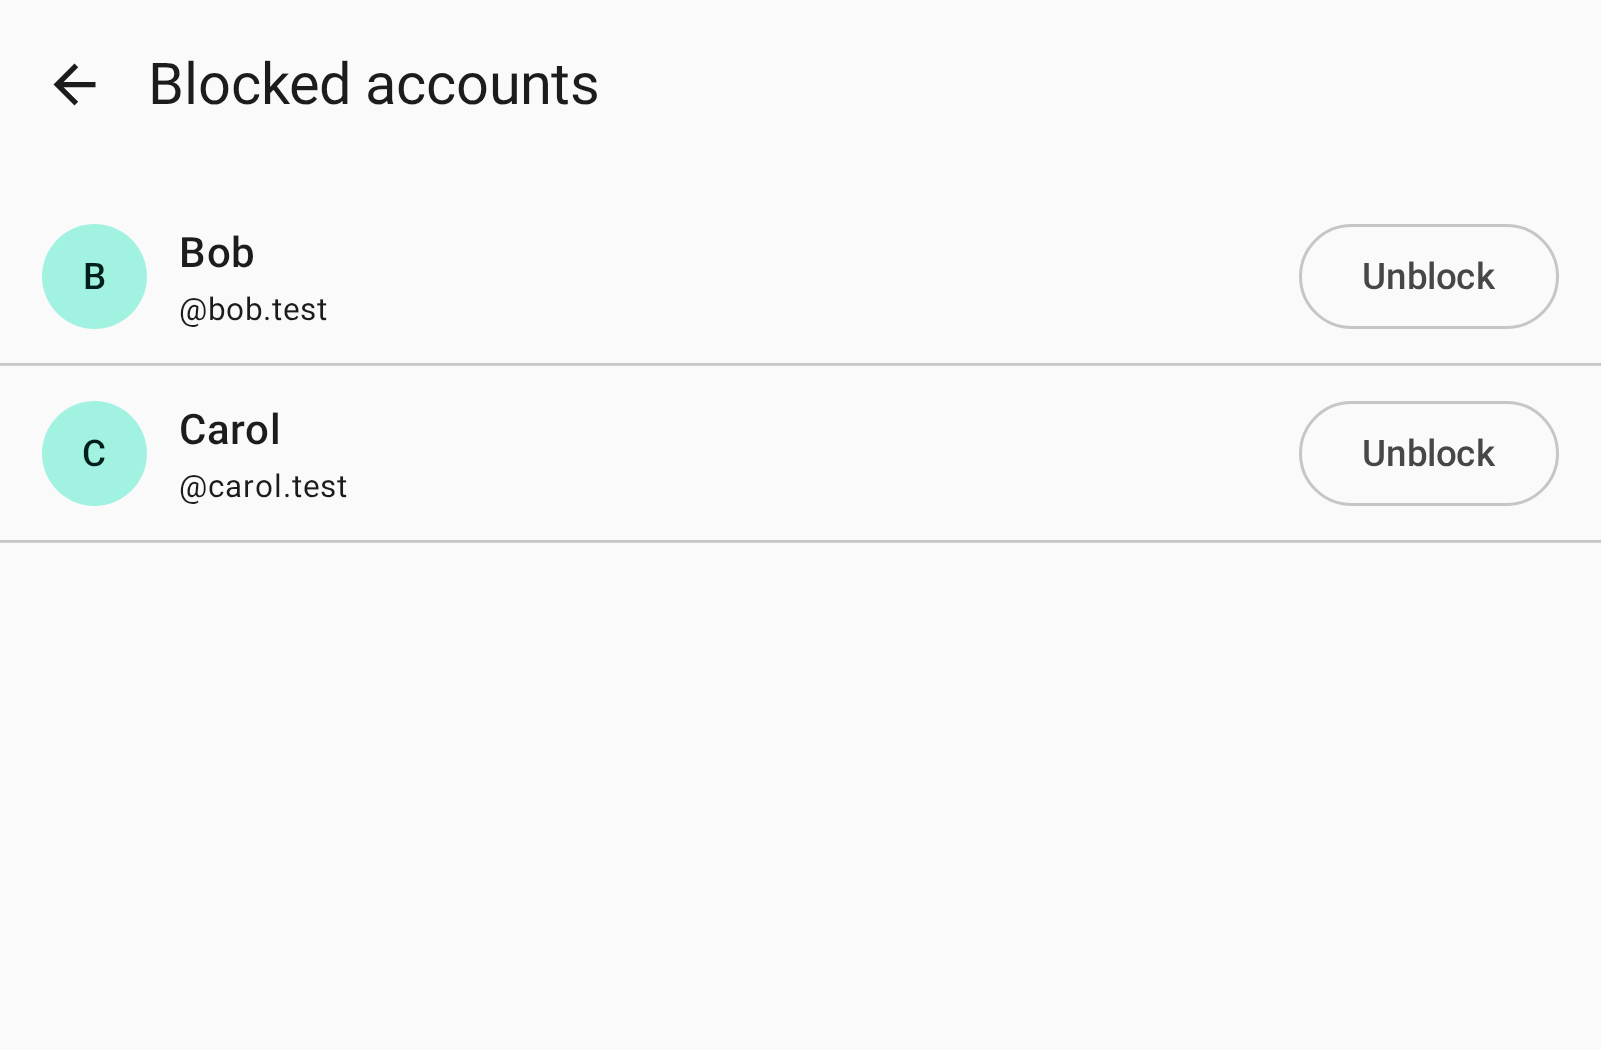 Blocked accounts
B
Bob
@bob.test
Unblock
C
Carol
@carol.test
Unblock